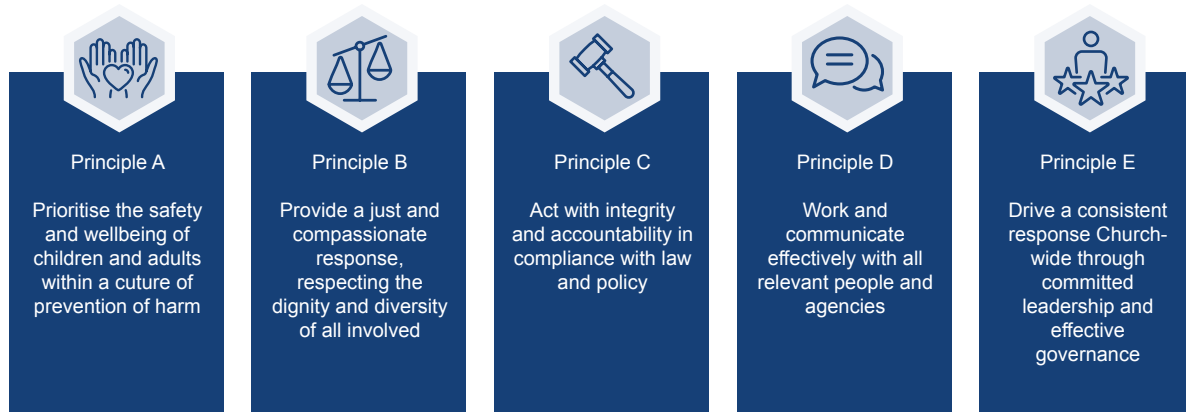 Principle A
Prioritise the safety
and wellbeing of
children and adults
within a cuture of
prevention of harm
Principle B
Provide a just and
compassionate
response,
respecting the
dignity and diversity
of all involved
Principle C
Act with integrity
and accountability in
compliance with law
and policy
Principle D
Work and
communicate
effectively with all
relevant people and
agencies
Principle E
Drive a consistent
response Church-
wide through
committed
leadership and
effective
governance